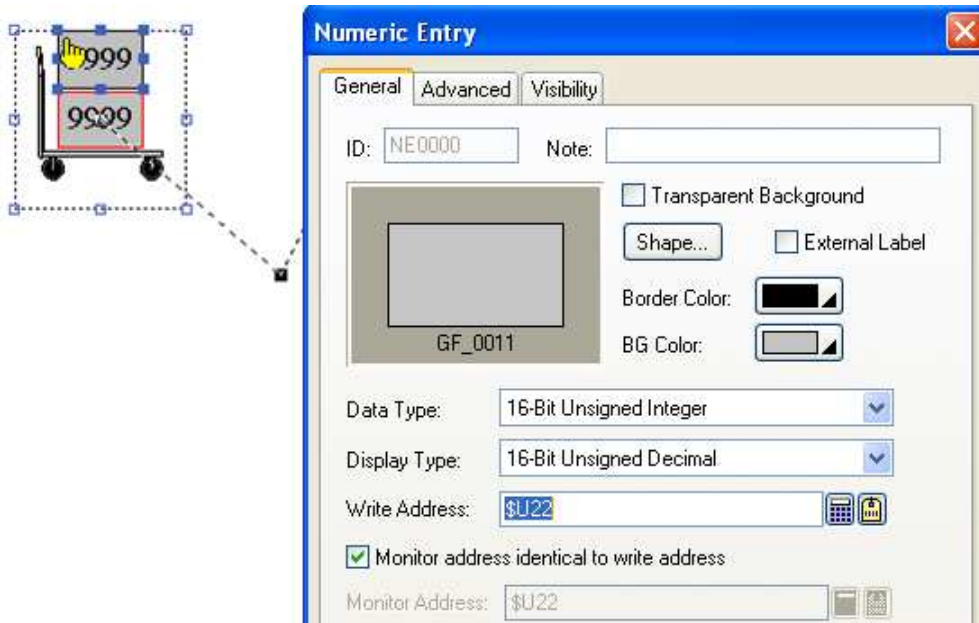 Numeric Entry
General Advanced Visibility
ID: NE0000 Note:
Transparent Background
Shape... External Label
Border Color:
GF_0011
BG Color:
Data Type: 16-Bit Unsigned Integer
Display Type: 16-Bit Unsigned Decimal
Write Address: $U22
Monitor address identical to write address
Monitor Address: $U22